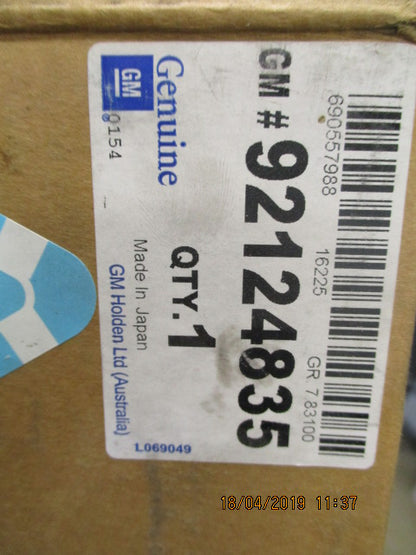 GM
Genuine
0154
GM # 92124835
690557988 16225 GR 7.83100
QTY. 1
Made In Japan
GM Holden Ltd (Australia)
L069049
18/04/2019 11:37